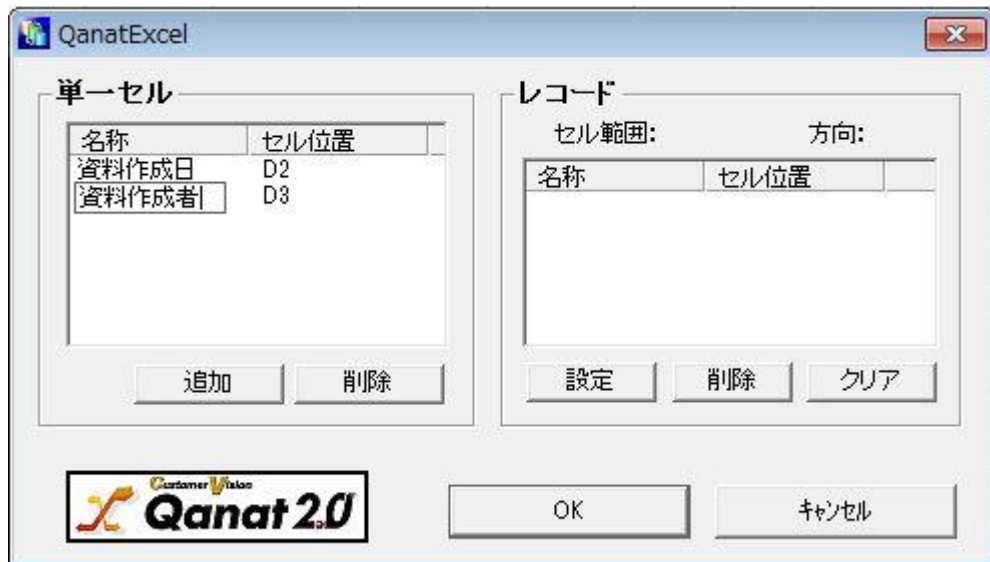 QanatExcel
単一セル
名称 セル位置
資料作成日 D2
資料作成者 D3
追加 削除
レコード
セル範囲: 方向:
名称 セル位置
設定 削除 クリア
CustomerVision
Qanat 2.0
OK キャンセル